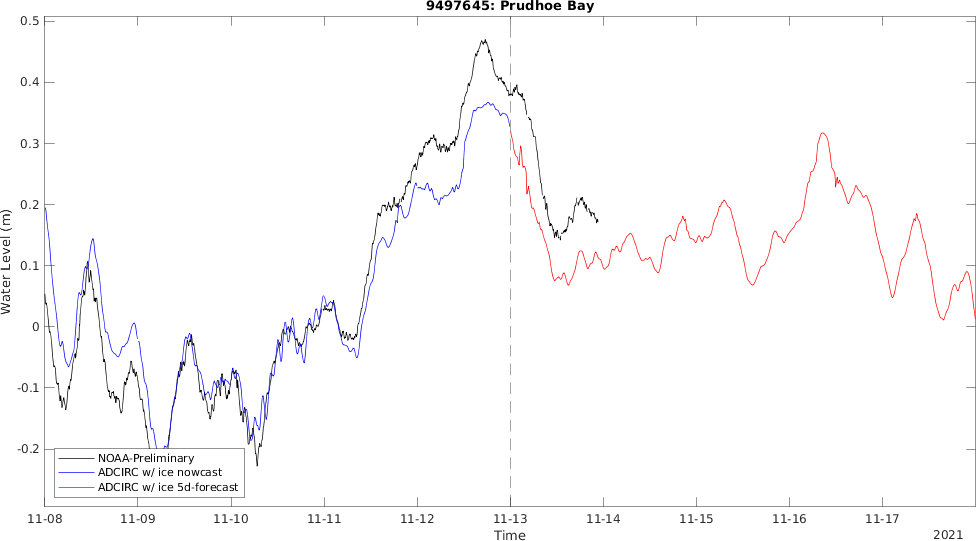 9497645: Prudhoe Bay
Water Level (m)
0.5
0.4
0.3
0.2
0.1
0
-0.1
-0.2
NOAA-Preliminary
ADCIRC w/ ice nowcast
ADCIRC w/ ice 5d-forecast
11-08 11-09 11-10 11-11 11-12 11-13 11-14 11-15 11-16 11-17
Time
2021